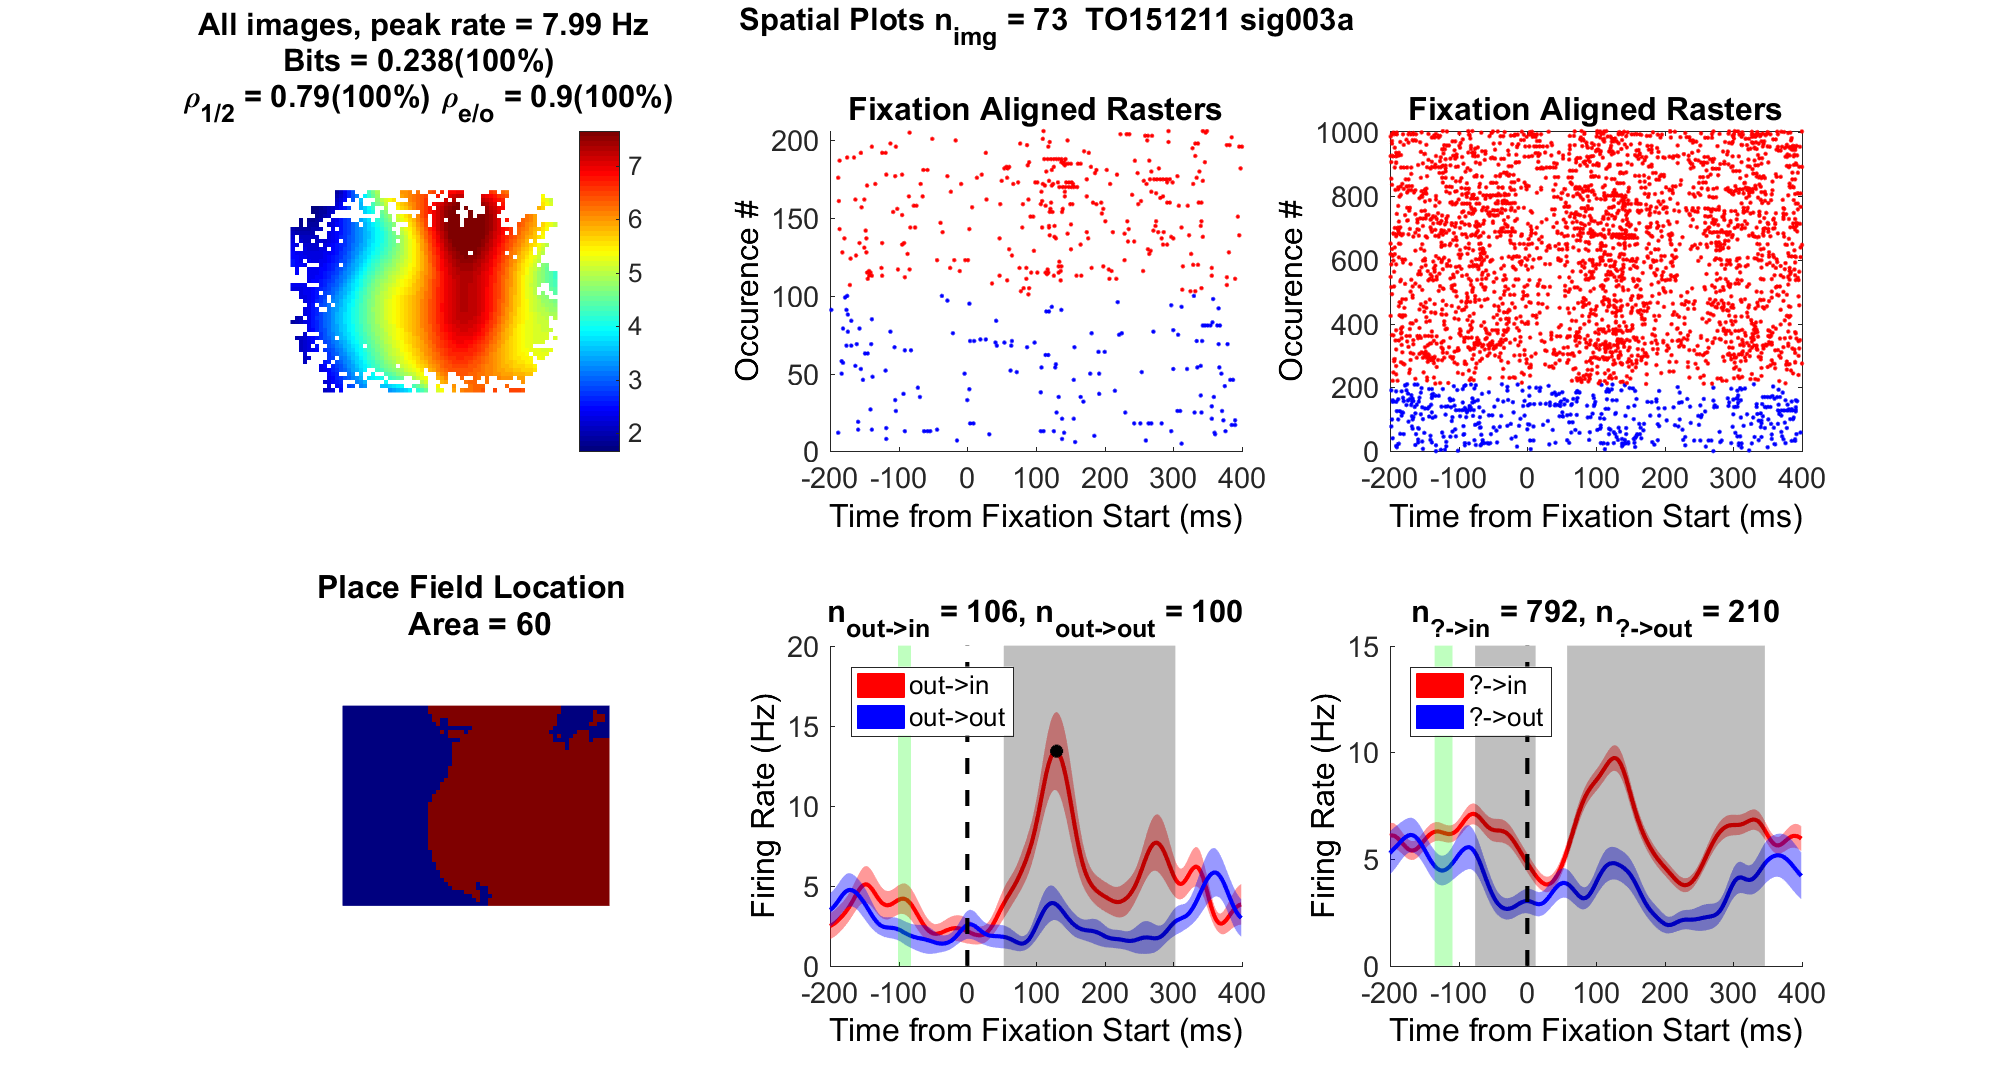 All images, peak rate = 7.99 Hz
Bits = 0.238(100%)
ρ1/2 = 0.79(100%) ρe/o = 0.9(100%)
7
6
5
4
3
2
Spatial Plots nimg = 73 TO151211 sig003a
Fixation Aligned Rasters
200
150
100
50
0
Occurence #
-200 -100 0 100 200 300 400
Time from Fixation Start (ms)
Fixation Aligned Rasters
1000
800
600
400
200
0
Occurence #
-200 -100 0 100 200 300 400
Time from Fixation Start (ms)
Place Field Location
Area = 60
nout->in = 106, nout->out = 100
20
15
10
5
0
Firing Rate (Hz)
out->in
out->out
-200 -100 0 100 200 300 400
Time from Fixation Start (ms)
n?->in = 792, n?->out = 210
15
10
5
0
Firing Rate (Hz)
?->in
?->out
-200 -100 0 100 200 300 400
Time from Fixation Start (ms)